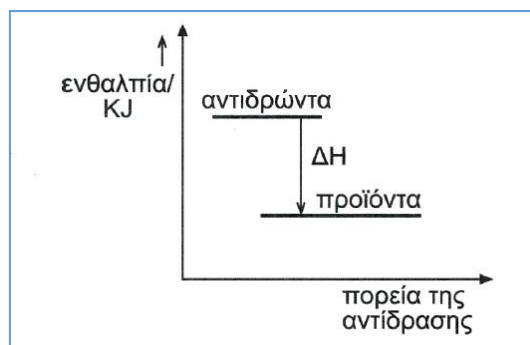 ενθαλπία/
KJ
αντιδρώντα
ΔΗ
προϊόντα
πορεία της
αντίδρασης